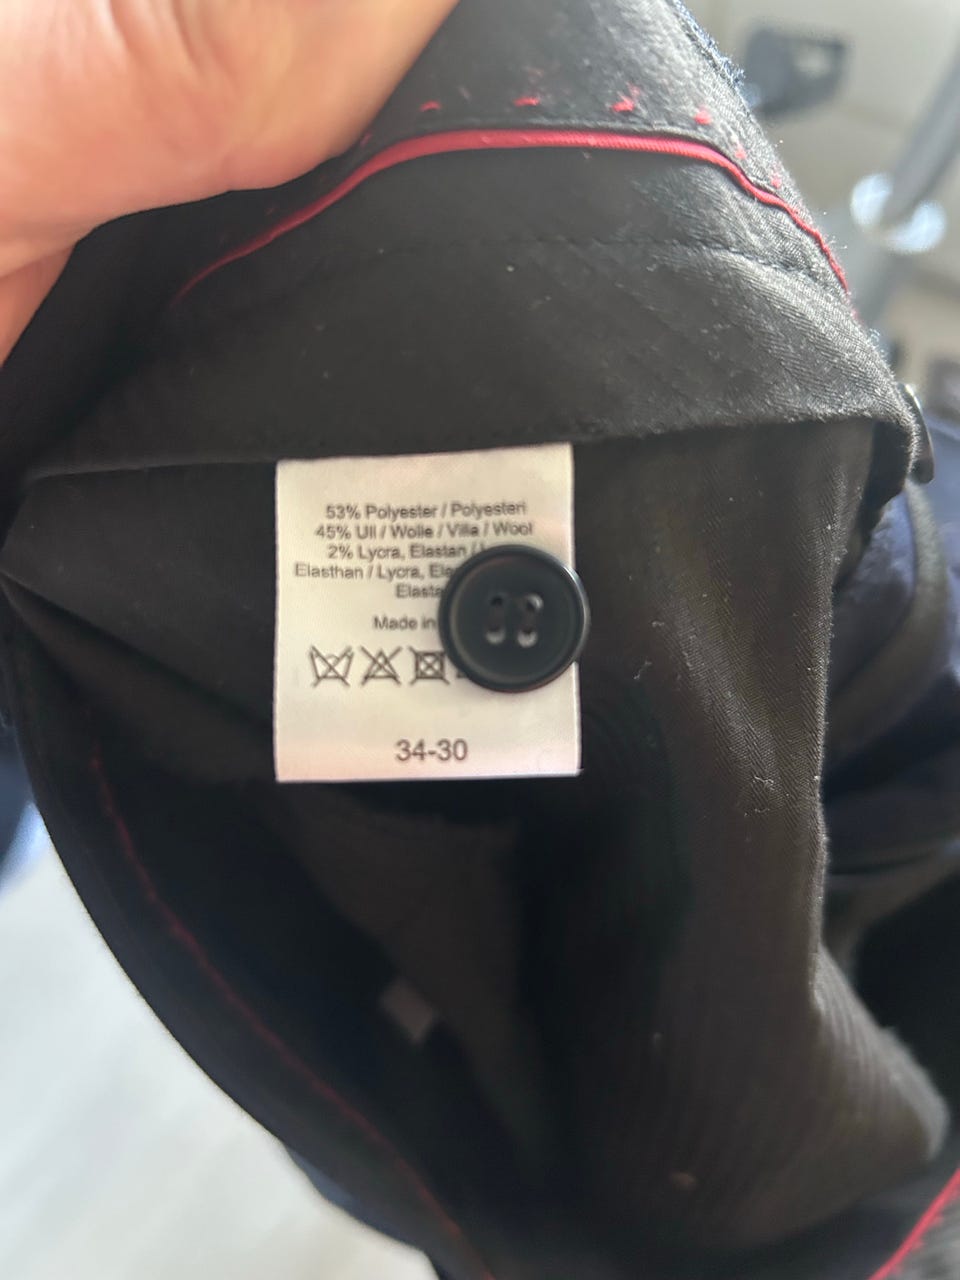 53% Polyester / Polyesteri
45% Ull / Wolle / Villa / Wool
2% Lycra, Elastan /
Elasthan / Lycra,
Made in
34-30